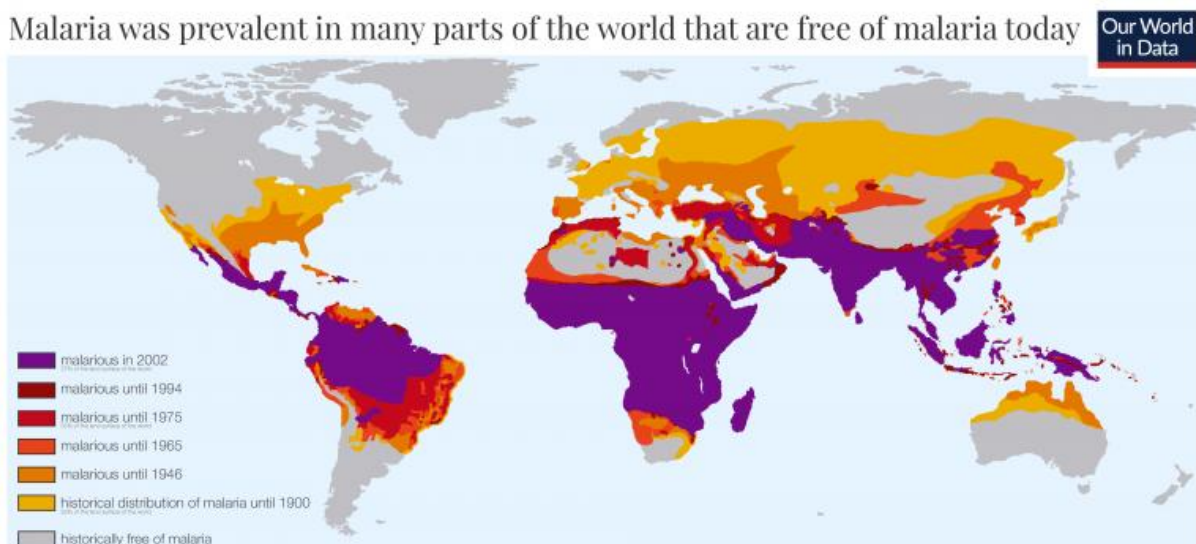 Malaria was prevalent in many parts of the world that are free of malaria today
Our World
in Data
malarious in 2002
malarious until 1994
malarious until 1975
malarious until 1965
malarious until 1946
historical distribution of malaria until 1900
historically free of malaria